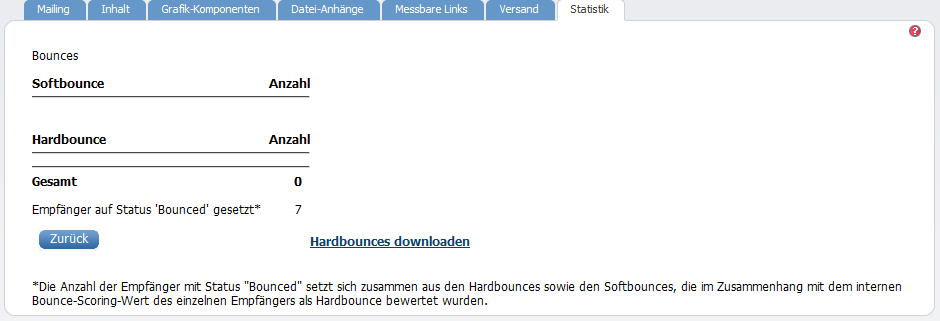 Mailing Inhalt Grafik-Komponenten Datei-Anhänge Messbare Links Versand Statistik
?
Bounces
Softbounce Anzahl
Hardbounce Anzahl
Gesamt 0
Empfänger auf Status 'Bounced' gesetzt* 7
Zurück Hardbounces downloaden
*Die Anzahl der Empfänger mit Status "Bounced" setzt sich zusammen aus den Hardbounces sowie den Softbounces, die im Zusammenhang mit dem internen
Bounce-Scoring-Wert des einzelnen Empfängers als Hardbounce bewertet wurden.